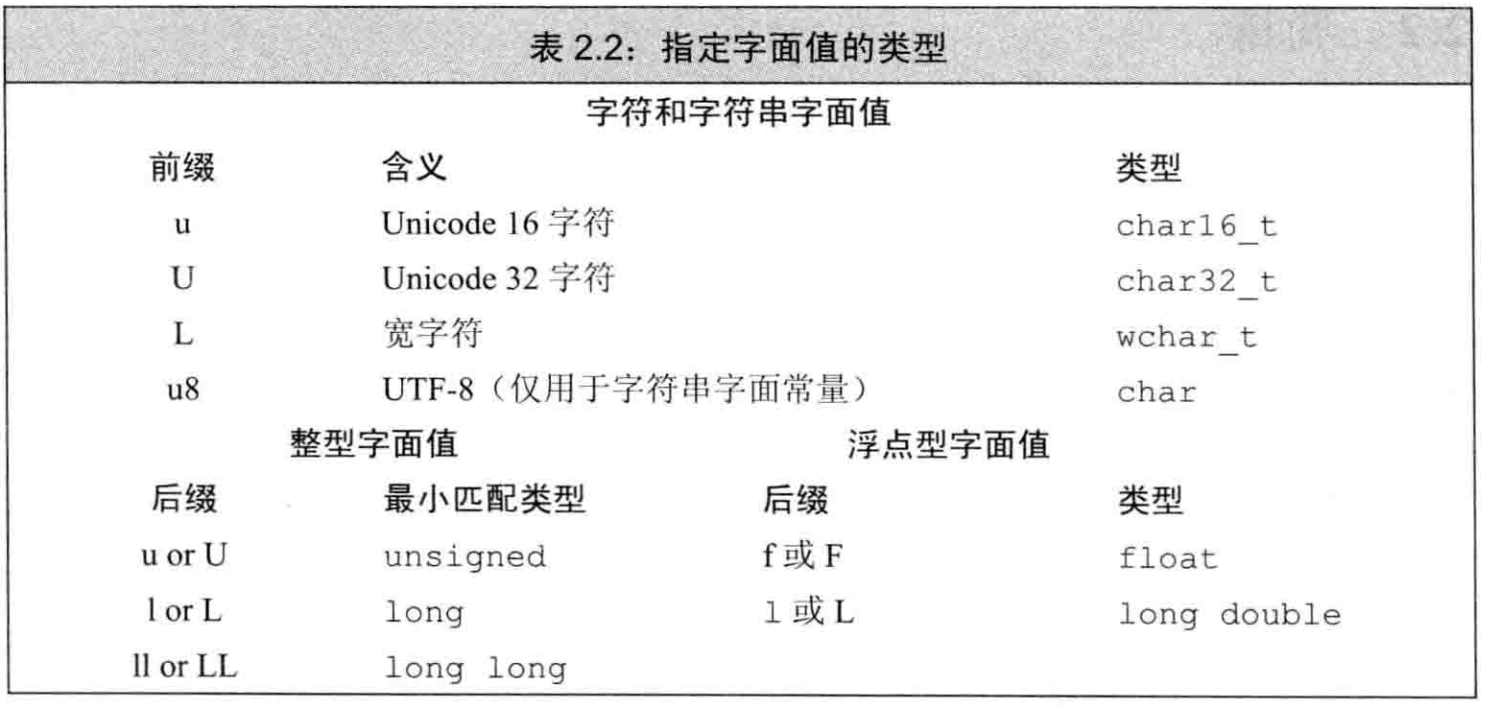 表 2.2：指定字面值的类型
字符和字符串字面值
前缀 含义 类型
u Unicode 16 字符 char16_t
U Unicode 32 字符 char32_t
L 宽字符 wchar_t
u8 UTF-8（仅用于字符串字面常量） char
整型字面值 浮点型字面值
后缀 最小匹配类型 后缀 类型
u or U unsigned f 或 F float
l or L long l 或 L long double
ll or LL long long